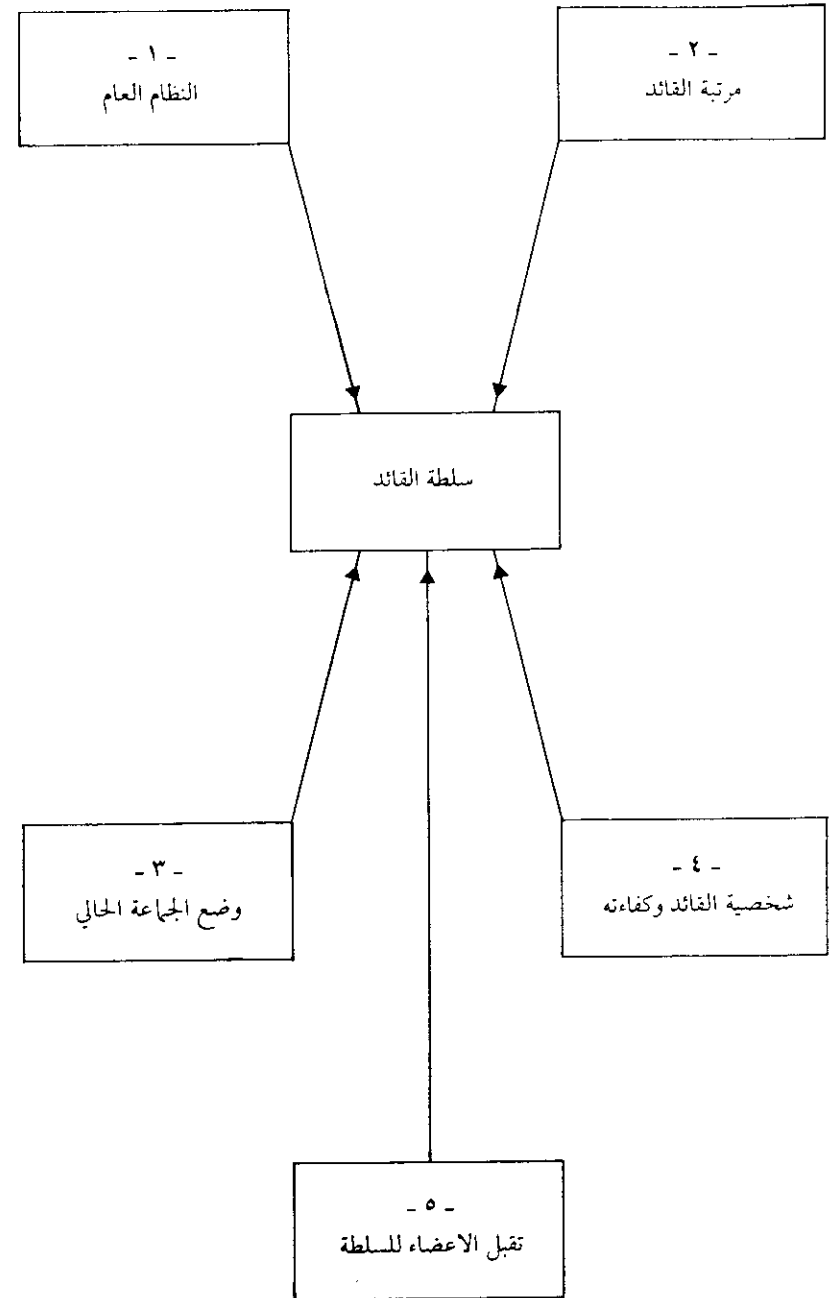 - ١ -
النظام العام
- ٢ -
مرتبة القائد
سلطة القائد
- ٣ -
وضع الجماعة الحالي
- ٤ -
شخصية القائد وكفاءته
- ٥ -
تقبل الاعضاء للسلطة